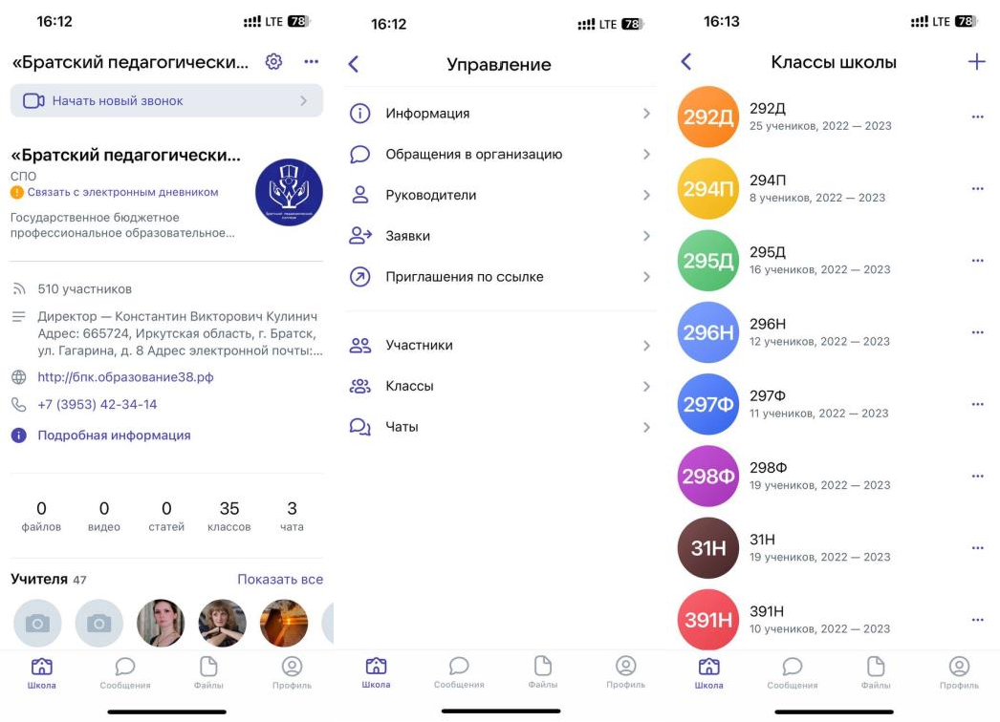 16:12
LTE 78
«Братский педагогически...
Начать новый звонок
«Братский педагогически...
СПО
Связать с электронным дневником
Государственное бюджетное
профессиональное образовательное...
братский педагогический
колледж
510 участников
Директор — Константин Викторович Кулинич
Адрес: 665724, Иркутская область, г. Братск,
ул. Гагарина, д. 8 Адрес электронной почты:...
http://бпк.образование38.рф
+7 (3953) 42-34-14
Подробная информация
0 0 0 35 3
файлов видео статей классов чата
Учителя 47 Показать все
Школа Сообщения Файлы Профиль
16:12
LTE 78
Управление
Информация
Обращения в организацию
Руководители
Заявки
Приглашения по ссылке
Участники
Классы
Чаты
Школа Сообщения Файлы Профиль
16:13
LTE 78
Классы школы
292Д 292Д
25 учеников, 2022 — 2023
294П 294П
8 учеников, 2022 — 2023
295Д 295Д
16 учеников, 2022 — 2023
296Н 296Н
12 учеников, 2022 — 2023
297Ф 297Ф
11 учеников, 2022 — 2023
298Ф 298Ф
19 учеников, 2022 — 2023
31Н 31Н
19 учеников, 2022 — 2023
391Н 391Н
10 учеников, 2022 — 2023
Школа Сообщения Файлы Профиль